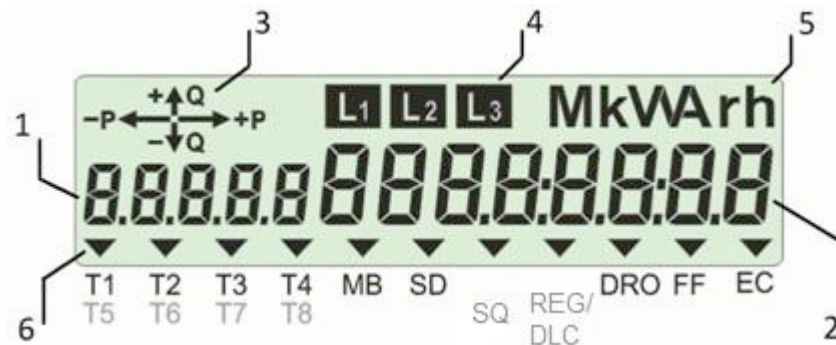 3 4 5
+ Q
-P +P
- Q
L1 L2 L3 MkWArh
1
8.8.8.8.8 8 8 8.8:8.8:8.8
6 2
T1 T2 T3 T4 MB SD DRO FF EC
T5 T6 T7 T8 SQ REG/
DLC